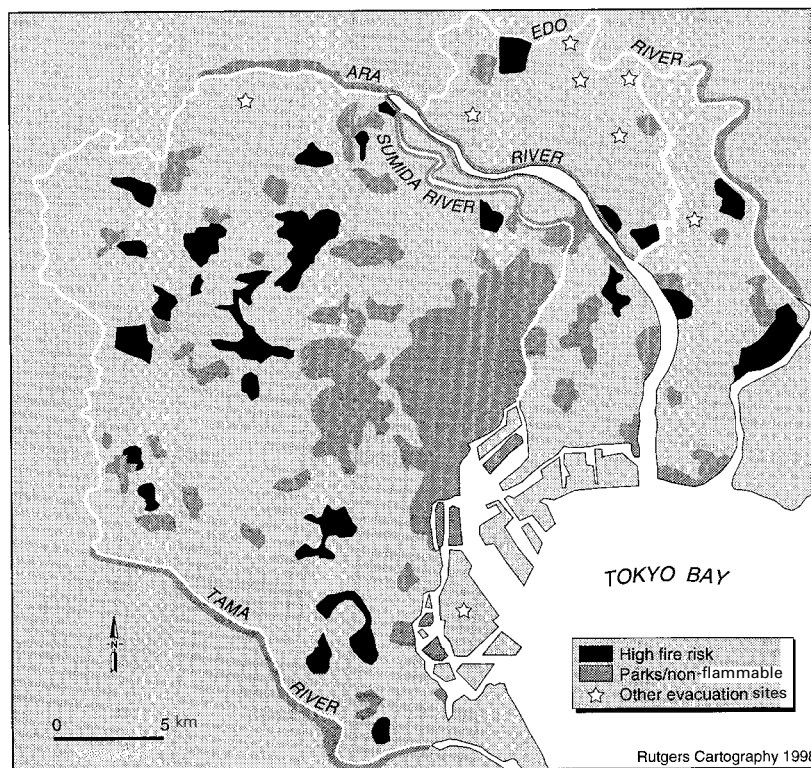 EDO
RIVER
ARA
RIVER
SUMIDA RIVER
TOKYO BAY
TAMA
RIVER
N
0 5 km
High fire risk
Parks/non-flammable
Other evacuation sites
Rutgers Cartography 1998